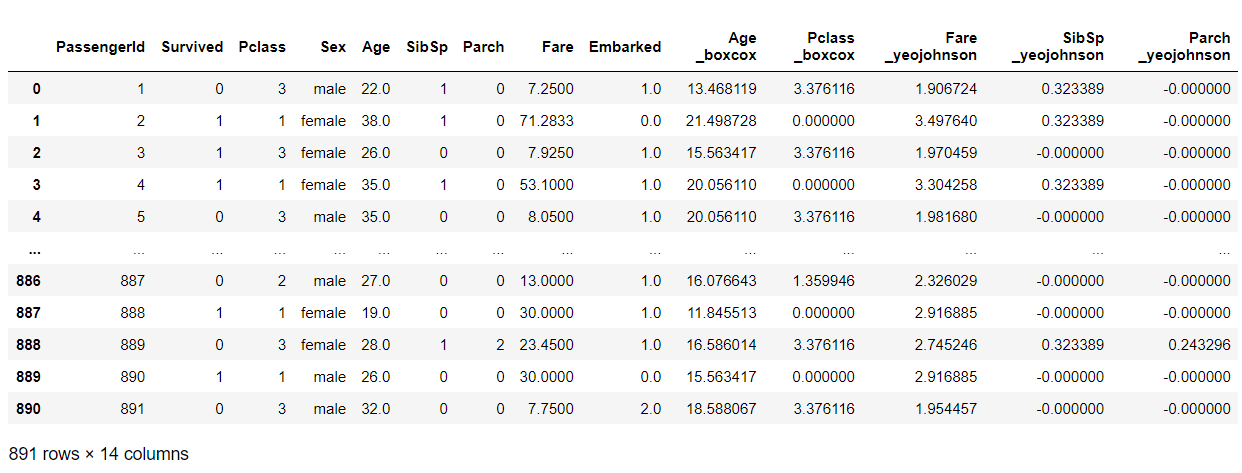 PassengerId Survived Pclass Sex Age SibSp Parch Fare Embarked Age _boxcox Pclass _boxcox Fare _yeojohnson SibSp _yeojohnson Parch _yeojohnson
0 1 0 3 male 22.0 1 0 7.2500 1.0 13.468119 3.376116 1.906724 0.323389 -0.000000
1 2 1 1 female 38.0 1 0 71.2833 0.0 21.498728 0.000000 3.497640 0.323389 -0.000000
2 3 1 3 female 26.0 0 0 7.9250 1.0 15.563417 3.376116 1.970459 -0.000000 -0.000000
3 4 1 1 female 35.0 1 0 53.1000 1.0 20.056110 0.000000 3.304258 0.323389 -0.000000
4 5 0 3 male 35.0 0 0 8.0500 1.0 20.056110 3.376116 1.981680 -0.000000 -0.000000
... ... ... ... ... ... ... ... ... ... ... ... ... ... ...
886 887 0 2 male 27.0 0 0 13.0000 1.0 16.076643 1.359946 2.326029 -0.000000 -0.000000
887 888 1 1 female 19.0 0 0 30.0000 1.0 11.845513 0.000000 2.916885 -0.000000 -0.000000
888 889 0 3 female 28.0 1 2 23.4500 1.0 16.586014 3.376116 2.745246 0.323389 0.243296
889 890 1 1 male 26.0 0 0 30.0000 0.0 15.563417 0.000000 2.916885 -0.000000 -0.000000
890 891 0 3 male 32.0 0 0 7.7500 2.0 18.588067 3.376116 1.954457 -0.000000 -0.000000
891 rows × 14 columns